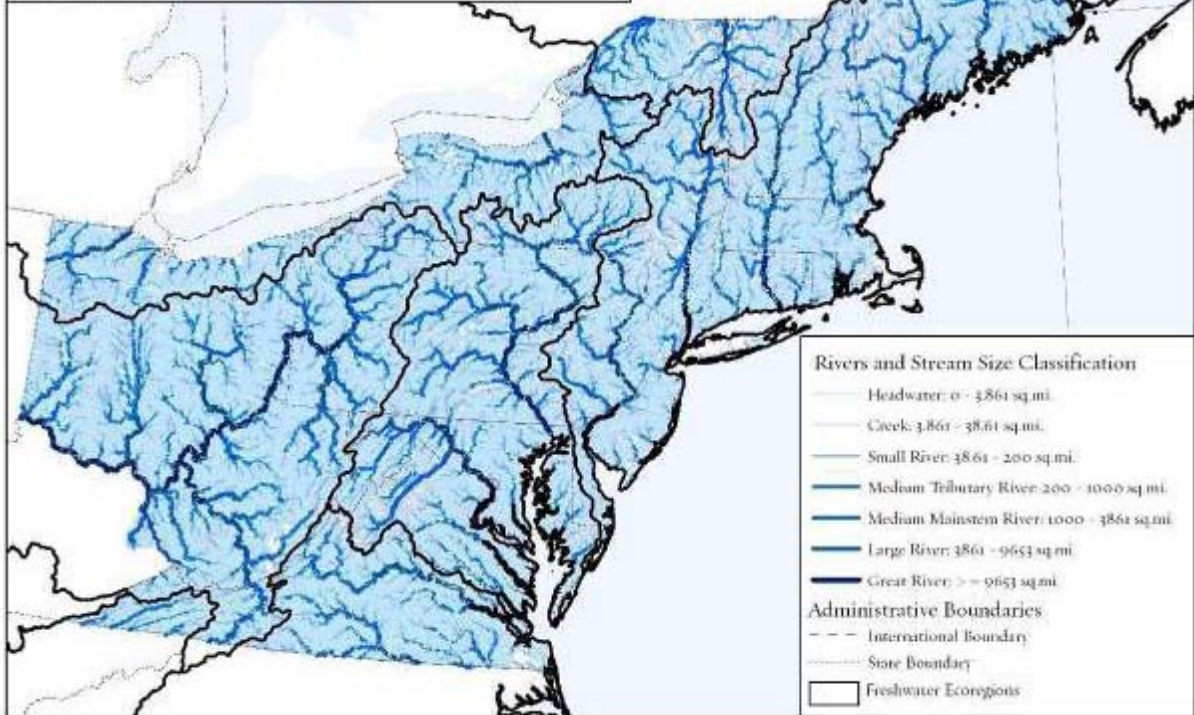 Rivers and Stream Size Classification
Headwater: 0 - 3.861 sq.mi.
Creek: 3.861 - 38.61 sq.mi.
Small River: 38.61 - 200 sq.mi.
Medium Tributary River: 200 - 1000 sq.mi.
Medium Mainstem River: 1000 - 3861 sq.mi.
Large River: 3861 - 9653 sq.mi.
Great River: > = 9653 sq.mi.
Administrative Boundaries
International Boundary
State Boundary
Freshwater Ecoregions